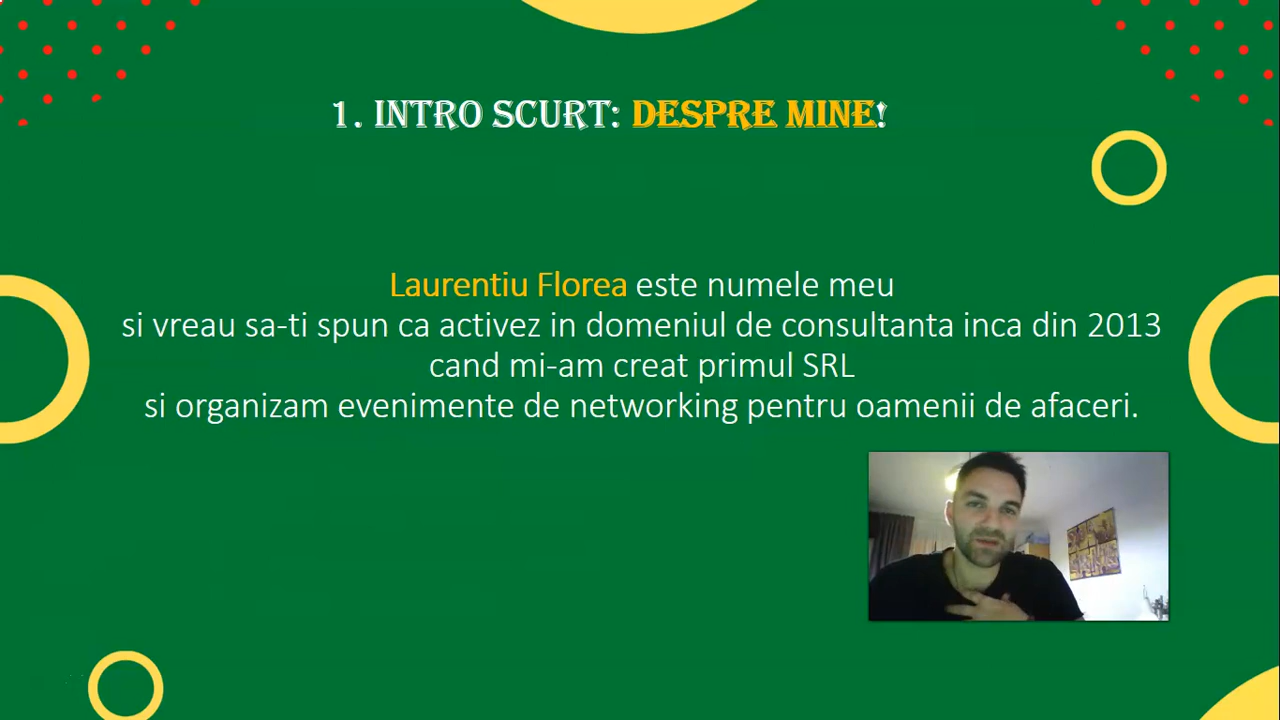 1. INTRO SCURT: DESPRE MINE!
Laurentiu Florea este numele meu
si vreau sa-ti spun ca activez in domeniul de consultanta inca din 2013
cand mi-am creat primul SRL
si organizam evenimente de networking pentru oamenii de afaceri.